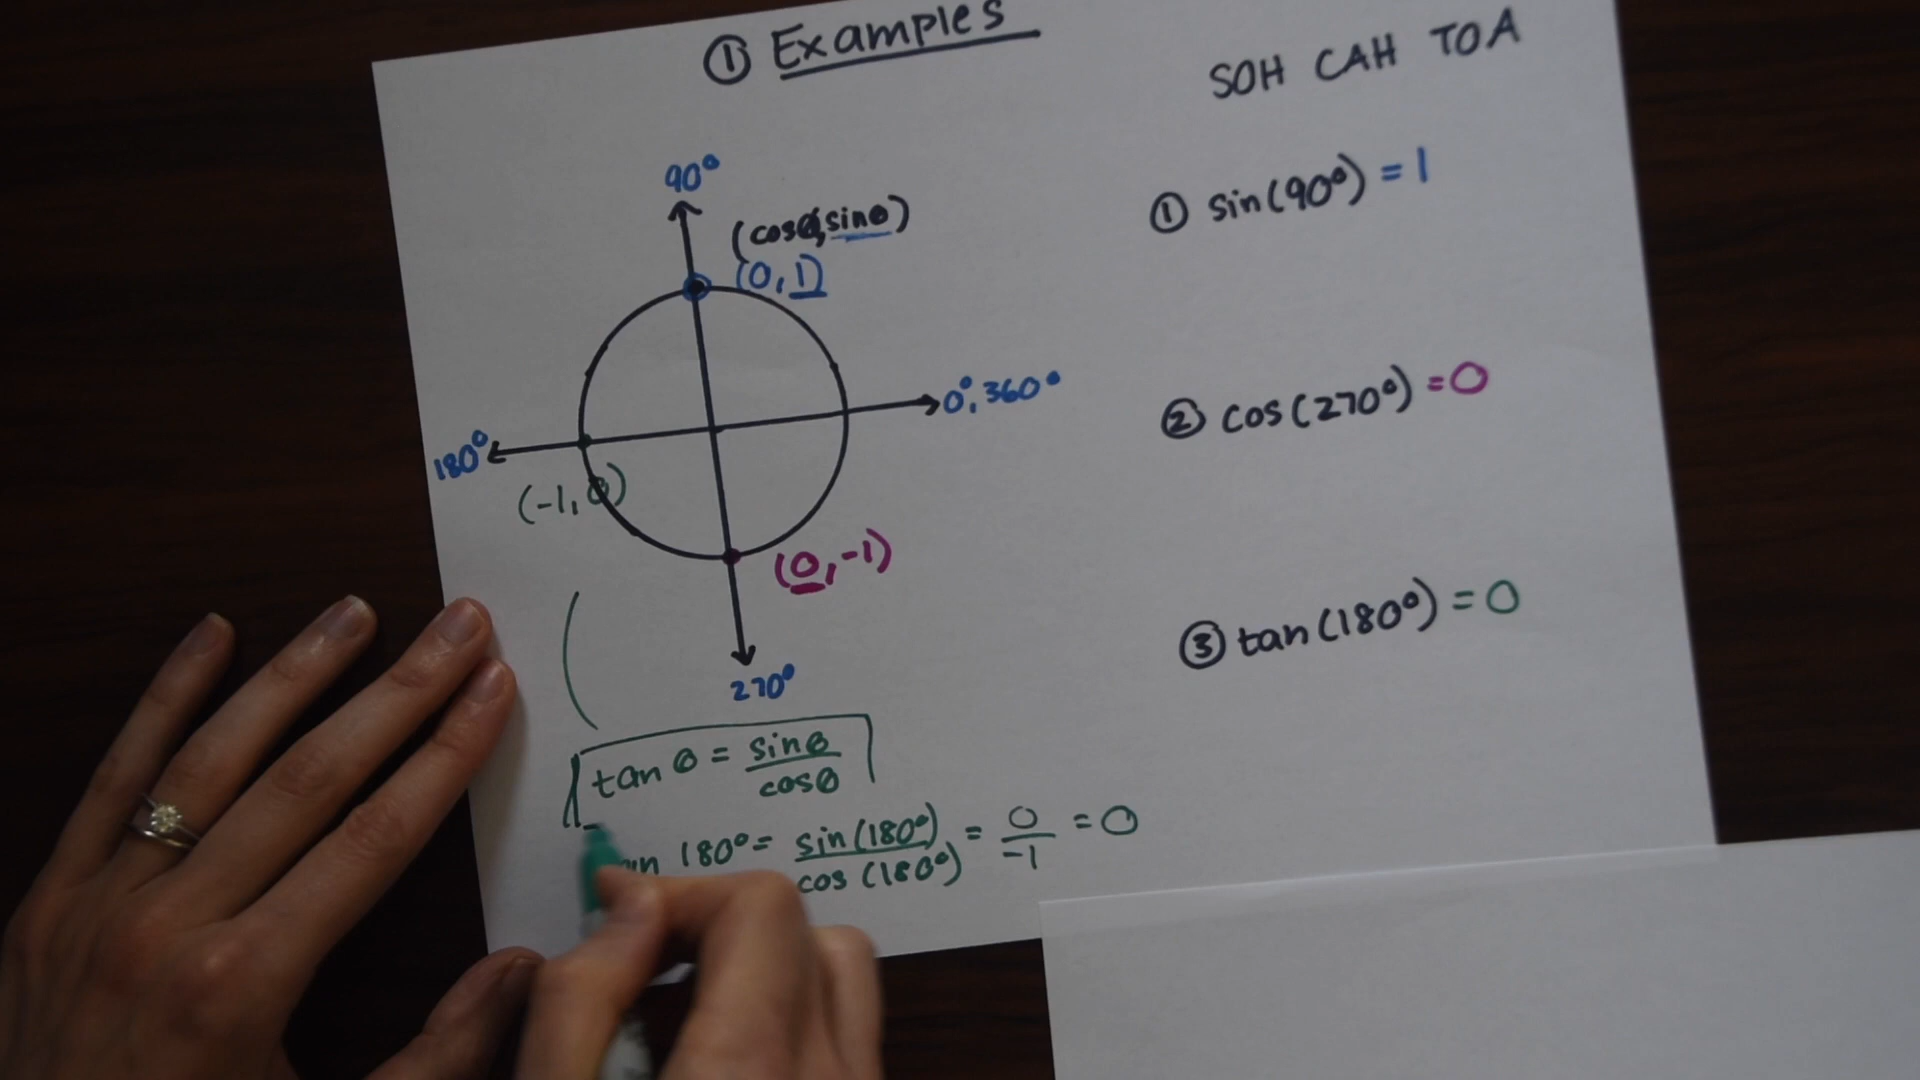 ① Examples
SOH CAH TOA
90°
(cosθ, sinθ)
(0, 1)
0°, 360°
180°
(-1, 0)
(0, -1)
270°
① sin(90°) = 1
② cos(270°) = 0
③ tan(180°) = 0
tan θ = sinθ / cosθ
180° = sin(180°) / cos(180°) = 0 / -1 = 0